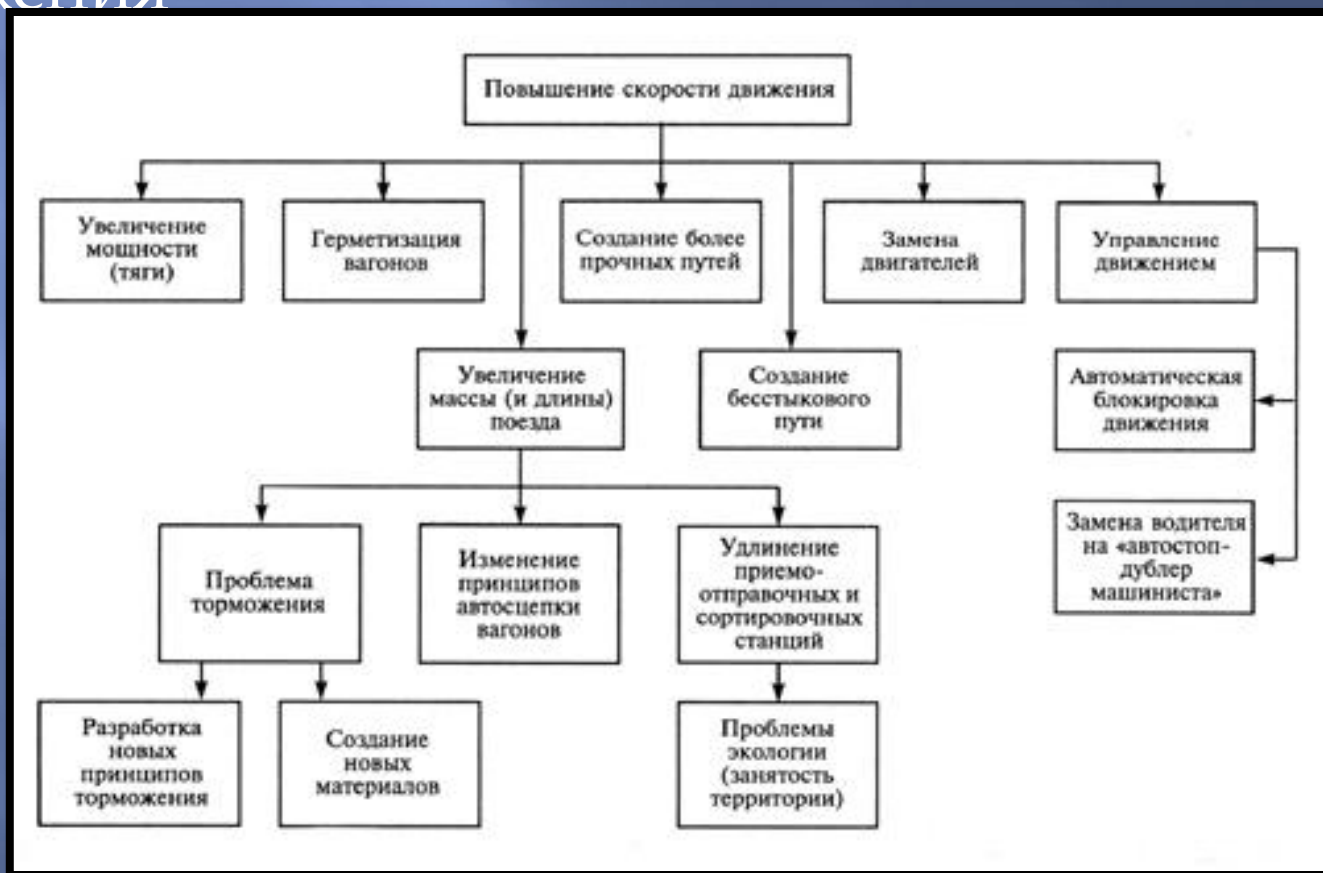 Повышение скорости движения
Увеличение
мощности
(тяги)
Герметизация
вагонов
Создание более
прочных путей
Замена
двигателей
Управление
движением
Увеличение
массы (и длины)
поезда
Создание
бесстыкового
пути
Автоматическая
блокировка
движения
Замена водителя
на «автостоп-
дублер
машиниста»
Проблема
торможения
Изменение
принципов
автосцепки
вагонов
Удлинение
приемо-
отправочных и
сортировочных
станций
Разработка
новых
принципов
торможения
Создание
новых
материалов
Проблемы
экологии
(занятость
территории)